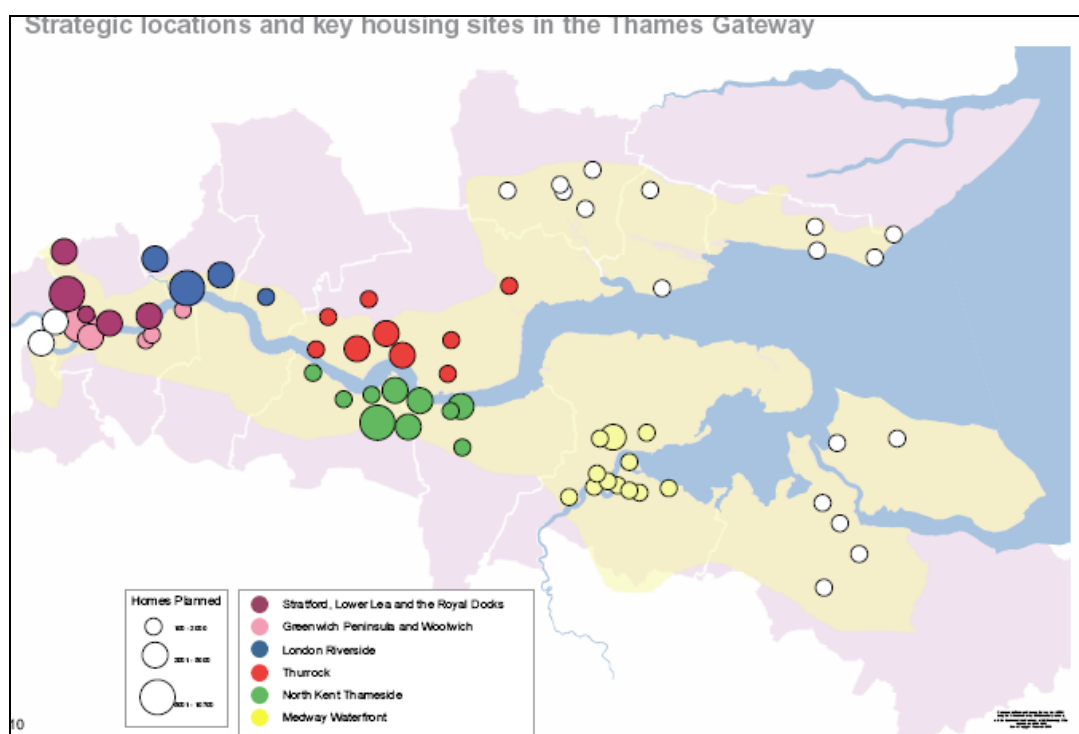 Strategic locations and key housing sites in the Thames Gateway
Homes Planned
Stratford, Lower Lea and the Royal Docks
Greenwich Peninsula and Woolwich
London Riverside
Thurrock
North Kent Thameside
Medway Waterfront
10